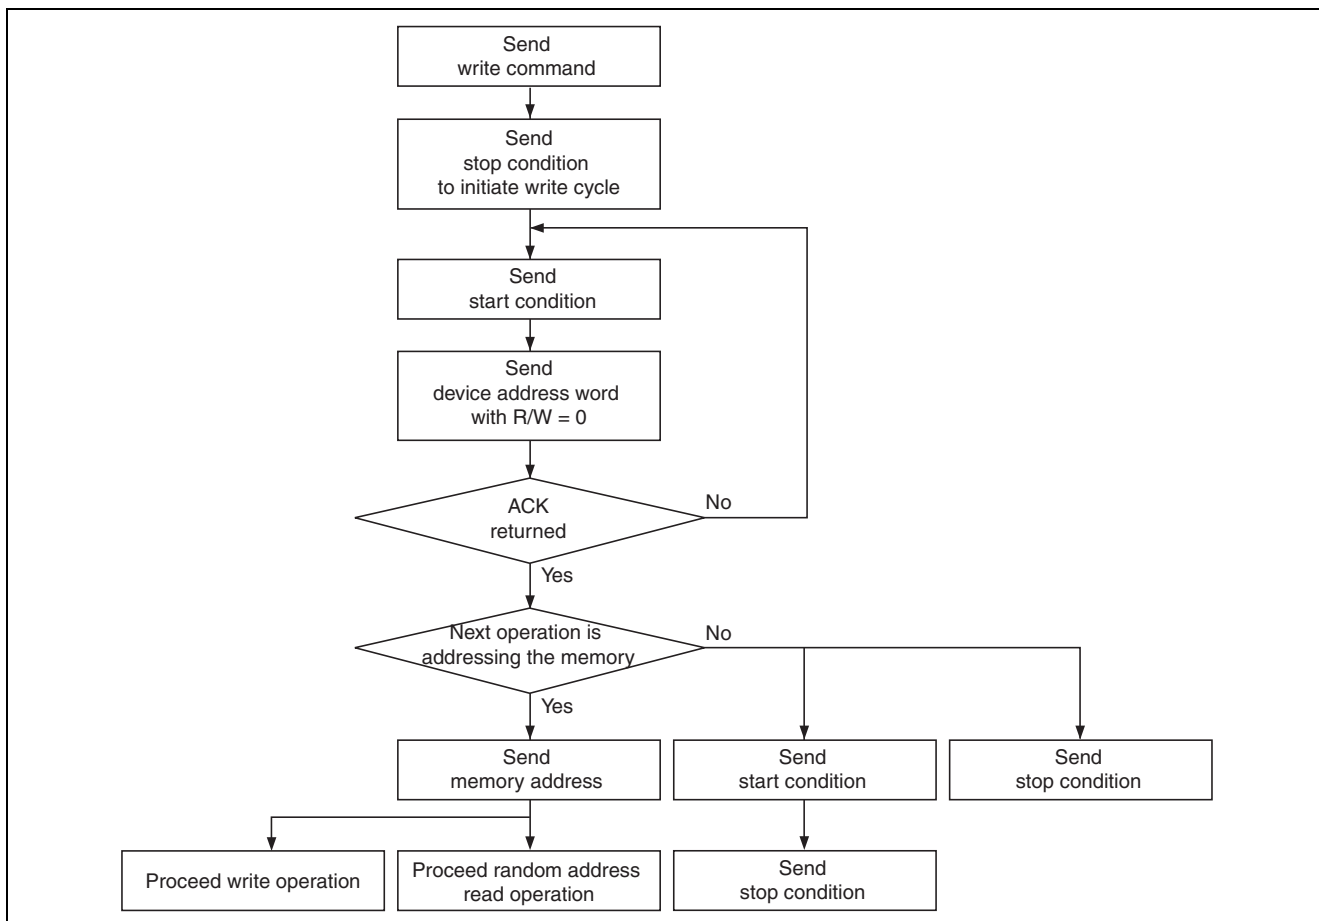 Send
write command
Send
stop condition
to initiate write cycle
Send
start condition
Send
device address word
with R/W = 0
ACK
returned
No
Yes
Next operation is
addressing the memory
No
Yes
Send
memory address
Send
start condition
Send
stop condition
Proceed write operation
Proceed random address
read operation
Send
stop condition